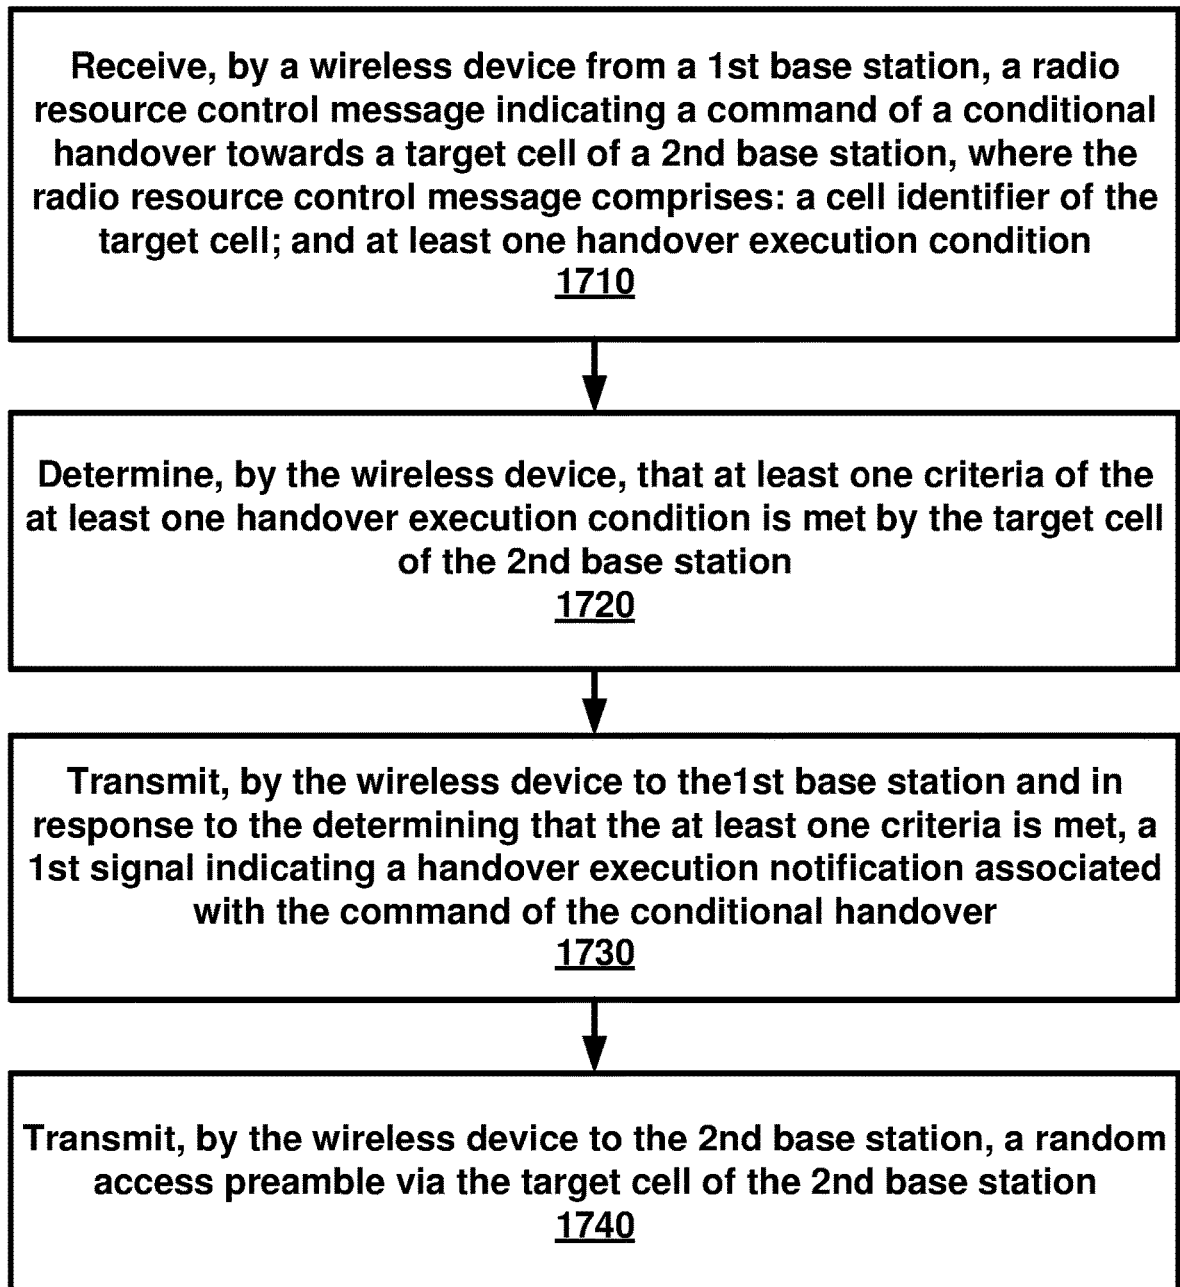 Receive, by a wireless device from a 1st base station, a radio
resource control message indicating a command of a conditional
handover towards a target cell of a 2nd base station, where the
radio resource control message comprises: a cell identifier of the
target cell; and at least one handover execution condition
1710
Determine, by the wireless device, that at least one criteria of the
at least one handover execution condition is met by the target cell
of the 2nd base station
1720
Transmit, by the wireless device to the1st base station and in
response to the determining that the at least one criteria is met, a
1st signal indicating a handover execution notification associated
with the command of the conditional handover
1730
Transmit, by the wireless device to the 2nd base station, a random
access preamble via the target cell of the 2nd base station
1740